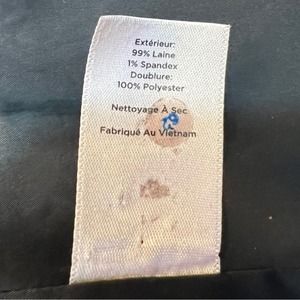 Extérieur:
99% Laine
1% Spandex
Doublure:
100% Polyester
Nettoyage À Sec
Fabriqué Au Vietnam